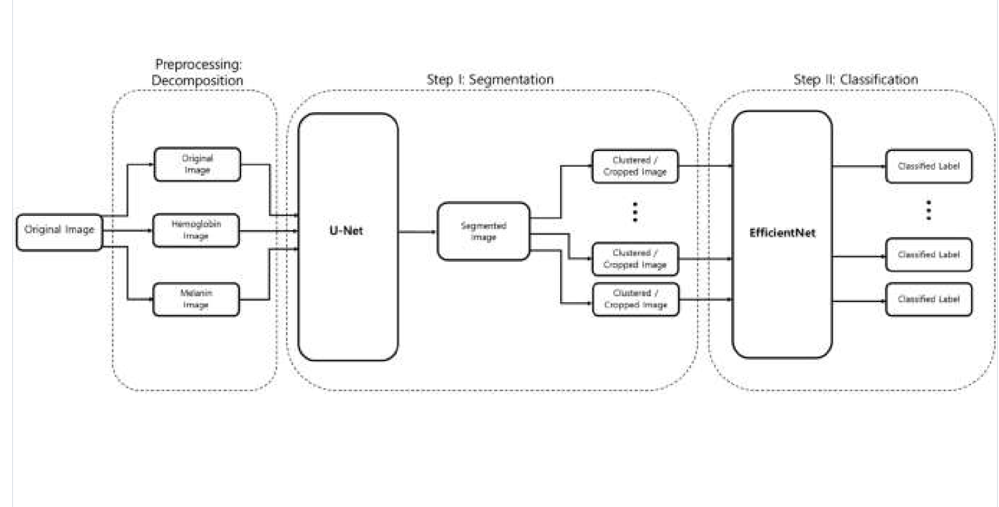 Preprocessing:
Decomposition
Step I: Segmentation
Step II: Classification
Original Image
Original
Image
Hemoglobin
Image
Melanin
Image
U-Net
Segmented
Image
Clustered /
Cropped Image
Clustered /
Cropped Image
Clustered /
Cropped Image
EfficientNet
Classified Label
Classified Label
Classified Label